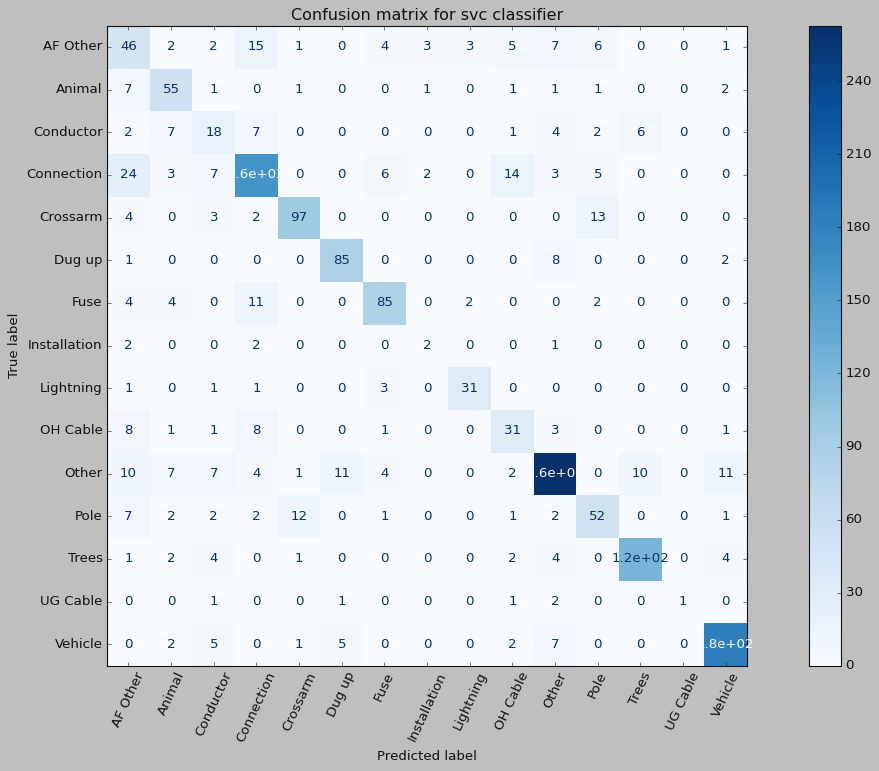 Confusion matrix for svc classifier
AF Other 46 2 2 15 1 0 4 3 3 5 7 6 0 0 1
Animal 7 55 1 0 1 0 0 1 0 1 1 1 0 0 2
Conductor 2 7 18 7 0 0 0 0 0 1 4 2 6 0 0
Connection 24 3 7 .6e+02 0 0 6 2 0 14 3 5 0 0 0
Crossarm 4 0 3 2 97 0 0 0 0 0 0 13 0 0 0
Dug up 1 0 0 0 0 85 0 0 0 0 8 0 0 0 2
Fuse 4 4 0 11 0 0 85 0 2 0 0 2 0 0 0
Installation 2 0 0 2 0 0 0 2 0 0 1 0 0 0 0
Lightning 1 0 1 1 0 0 3 0 31 0 0 0 0 0 0
OH Cable 8 1 1 8 0 0 1 0 0 31 3 0 0 0 1
Other 10 7 7 4 1 11 4 0 0 2 .6e+0 0 10 0 11
Pole 7 2 2 2 12 0 1 0 0 1 2 52 0 0 1
Trees 1 2 4 0 1 0 0 0 0 2 4 0 1.2e+02 0 4
UG Cable 0 0 1 0 0 1 0 0 0 1 2 0 0 1 0
Vehicle 0 2 5 0 1 5 0 0 0 2 7 0 0 0 .8e+02
AF Other Animal Conductor Connection Crossarm Dug up Fuse Installation Lightning OH Cable Other Pole Trees UG Cable Vehicle
True label
Predicted label
240
210
180
150
120
90
60
30
0